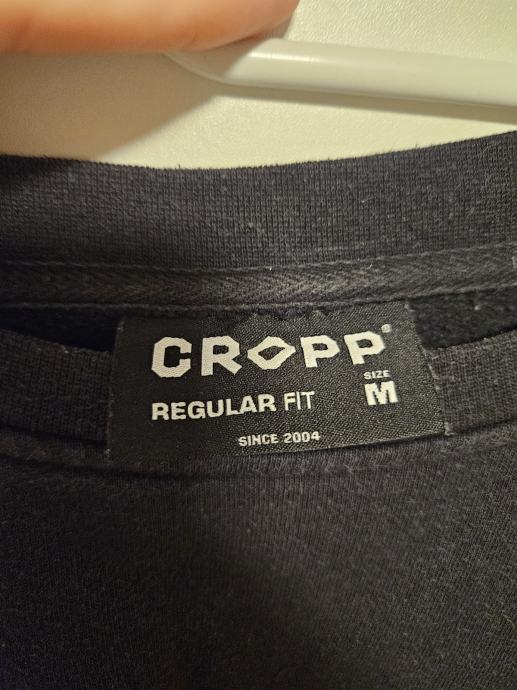 CROPP®
REGULAR FIT
SIZE
M
SINCE 2004